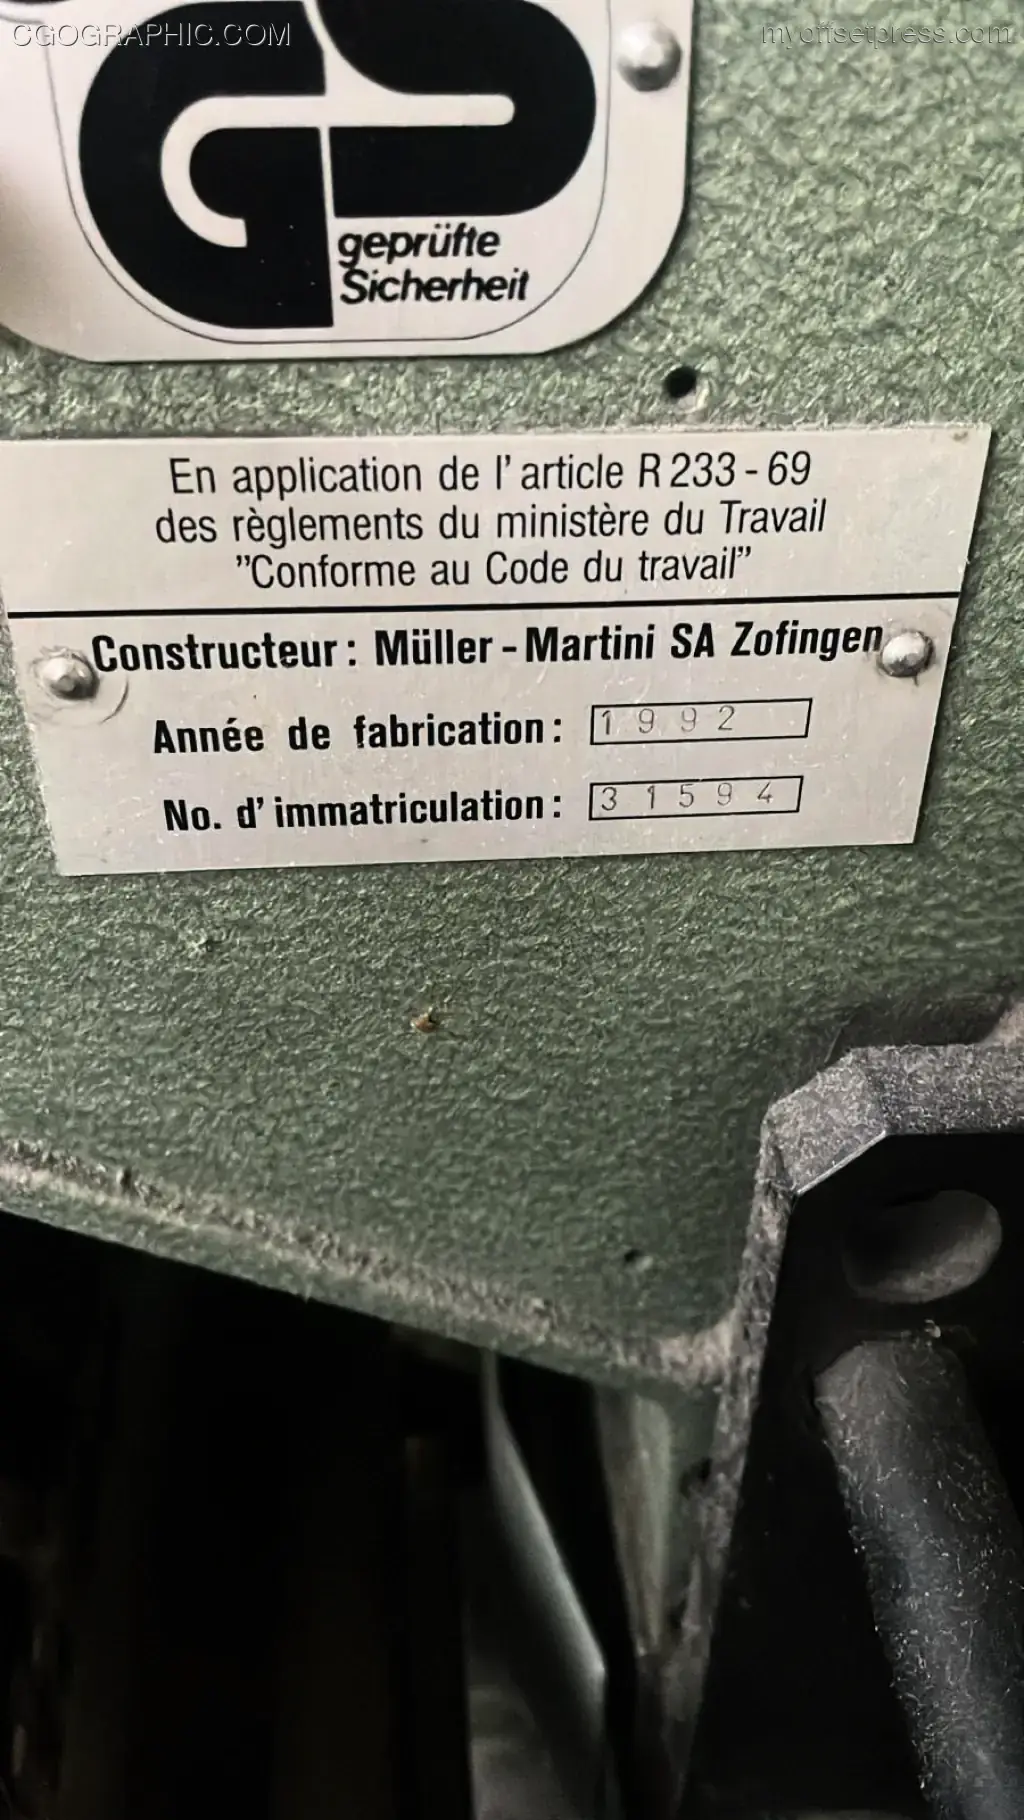 CGOGRAPHIC.COM
myoffsetpress.com
geprüfte
Sicherheit
En application de l'article R 233 - 69
des règlements du ministère du Travail
"Conforme au Code du travail"
Constructeur: Müller - Martini SA Zofingen
Année de fabrication: 1992
No. d'immatriculation: 31594